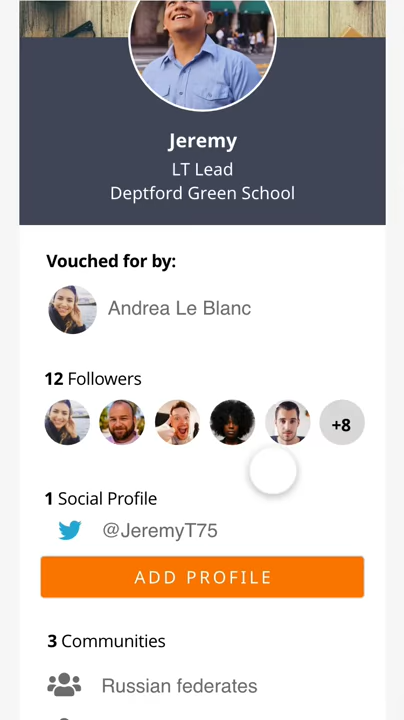 Jeremy
LT Lead
Deptford Green School
Vouched for by:
Andrea Le Blanc
12 Followers
+8
1 Social Profile
@JeremyT75
ADD PROFILE
3 Communities
Russian federates